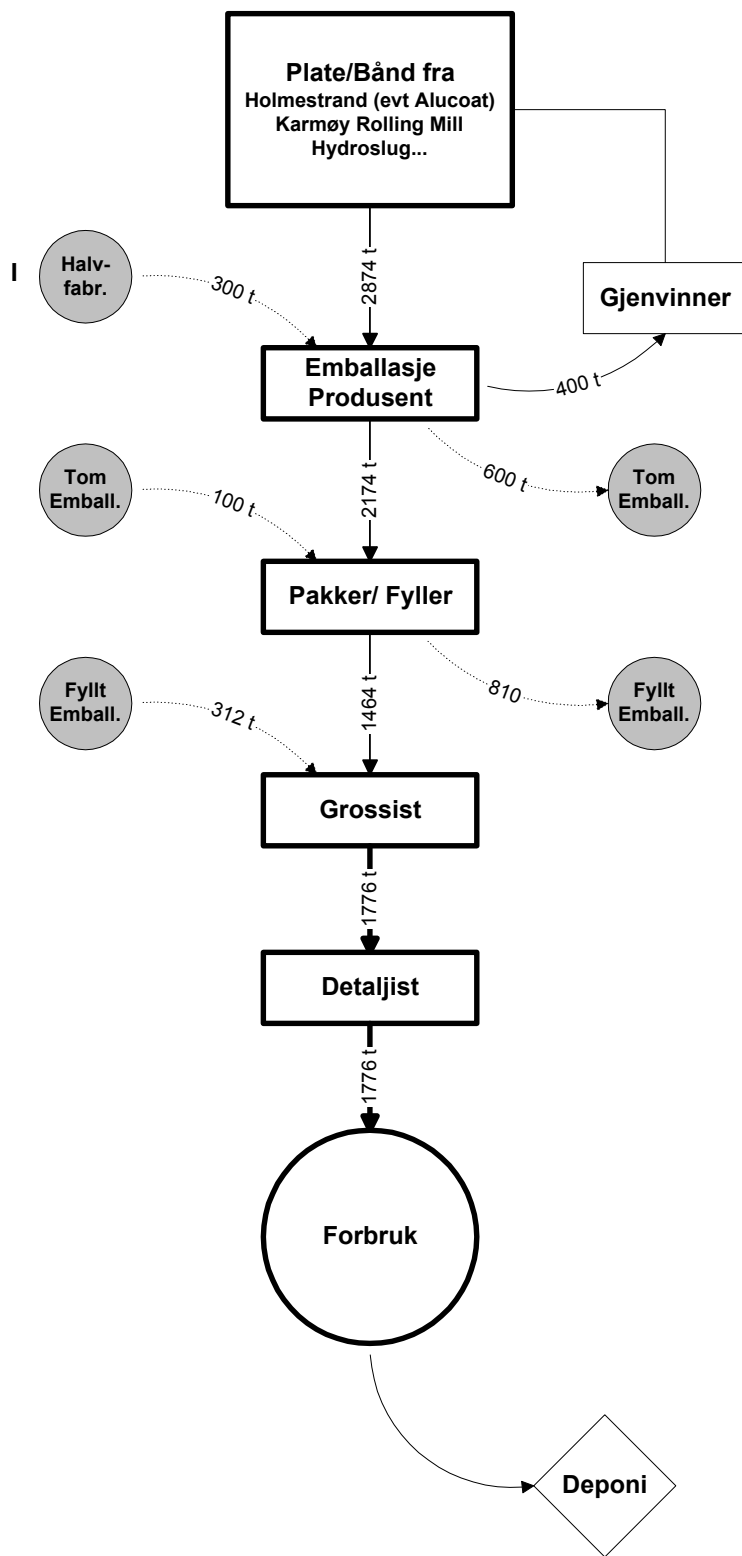 Plate/Bånd fra
Holmestrand (evt Alucoat)
Karmøy Rolling Mill
Hydroslug...
I
Halv-
fabr.
300 t
2874 t
Gjenvinner
Emballasje
Produsent
400 t
Tom
Emball.
100 t
2174 t
600 t
Tom
Emball.
Pakker/ Fyller
Fyllt
Emball.
312 t
1464 t
810
Fyllt
Emball.
Grossist
1776 t
Detaljist
1776 t
Forbruk
Deponi